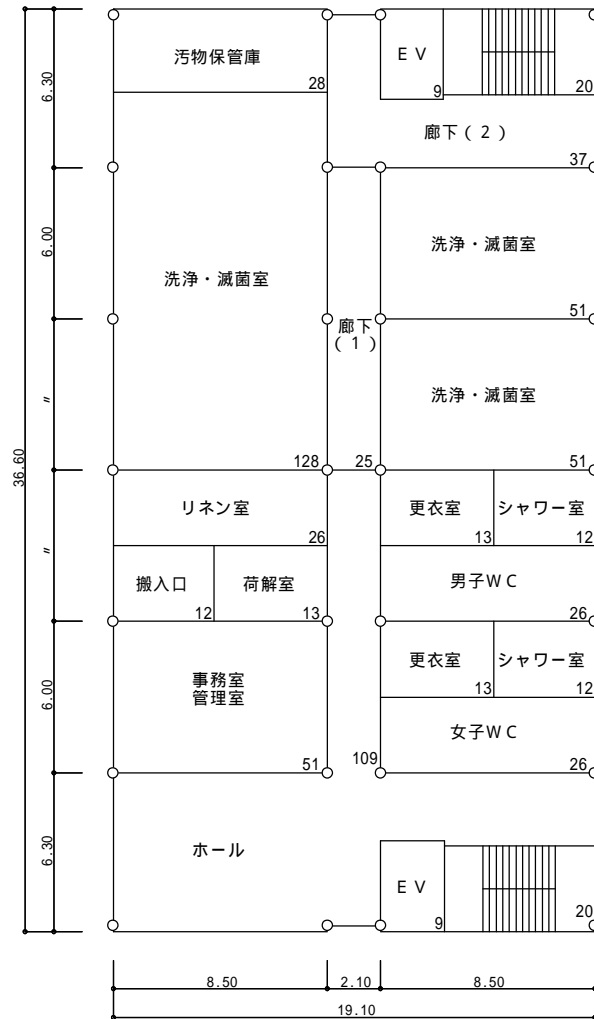 汚物保管庫
28
ＥＶ
9
20
廊下(２)
37
6.30
洗浄・滅菌室
128
洗浄・滅菌室
51
6.00
廊下
(１)
25
洗浄・滅菌室
51
〃
36.60
リネン室
26
更衣室
13
シャワー室
12
〃
搬入口
12
荷解室
13
男子ＷＣ
26
事務室
管理室
51
更衣室
13
シャワー室
12
6.00
109
女子ＷＣ
26
ホール
6.30
ＥＶ
9
20
8.50
2.10
8.50
19.10